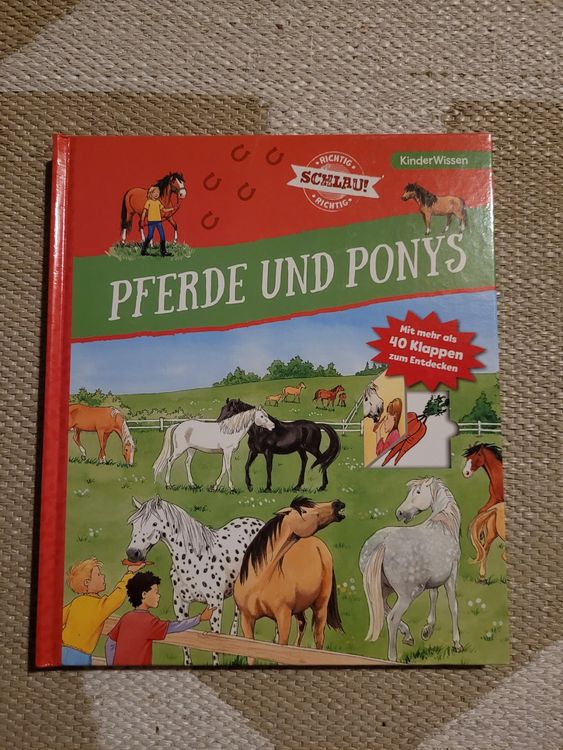 RICHTIG
SCHLAU!
RICHTIG
KinderWissen
PFERDE UND PONYS
Mit mehr als
40 Klappen
zum Entdecken